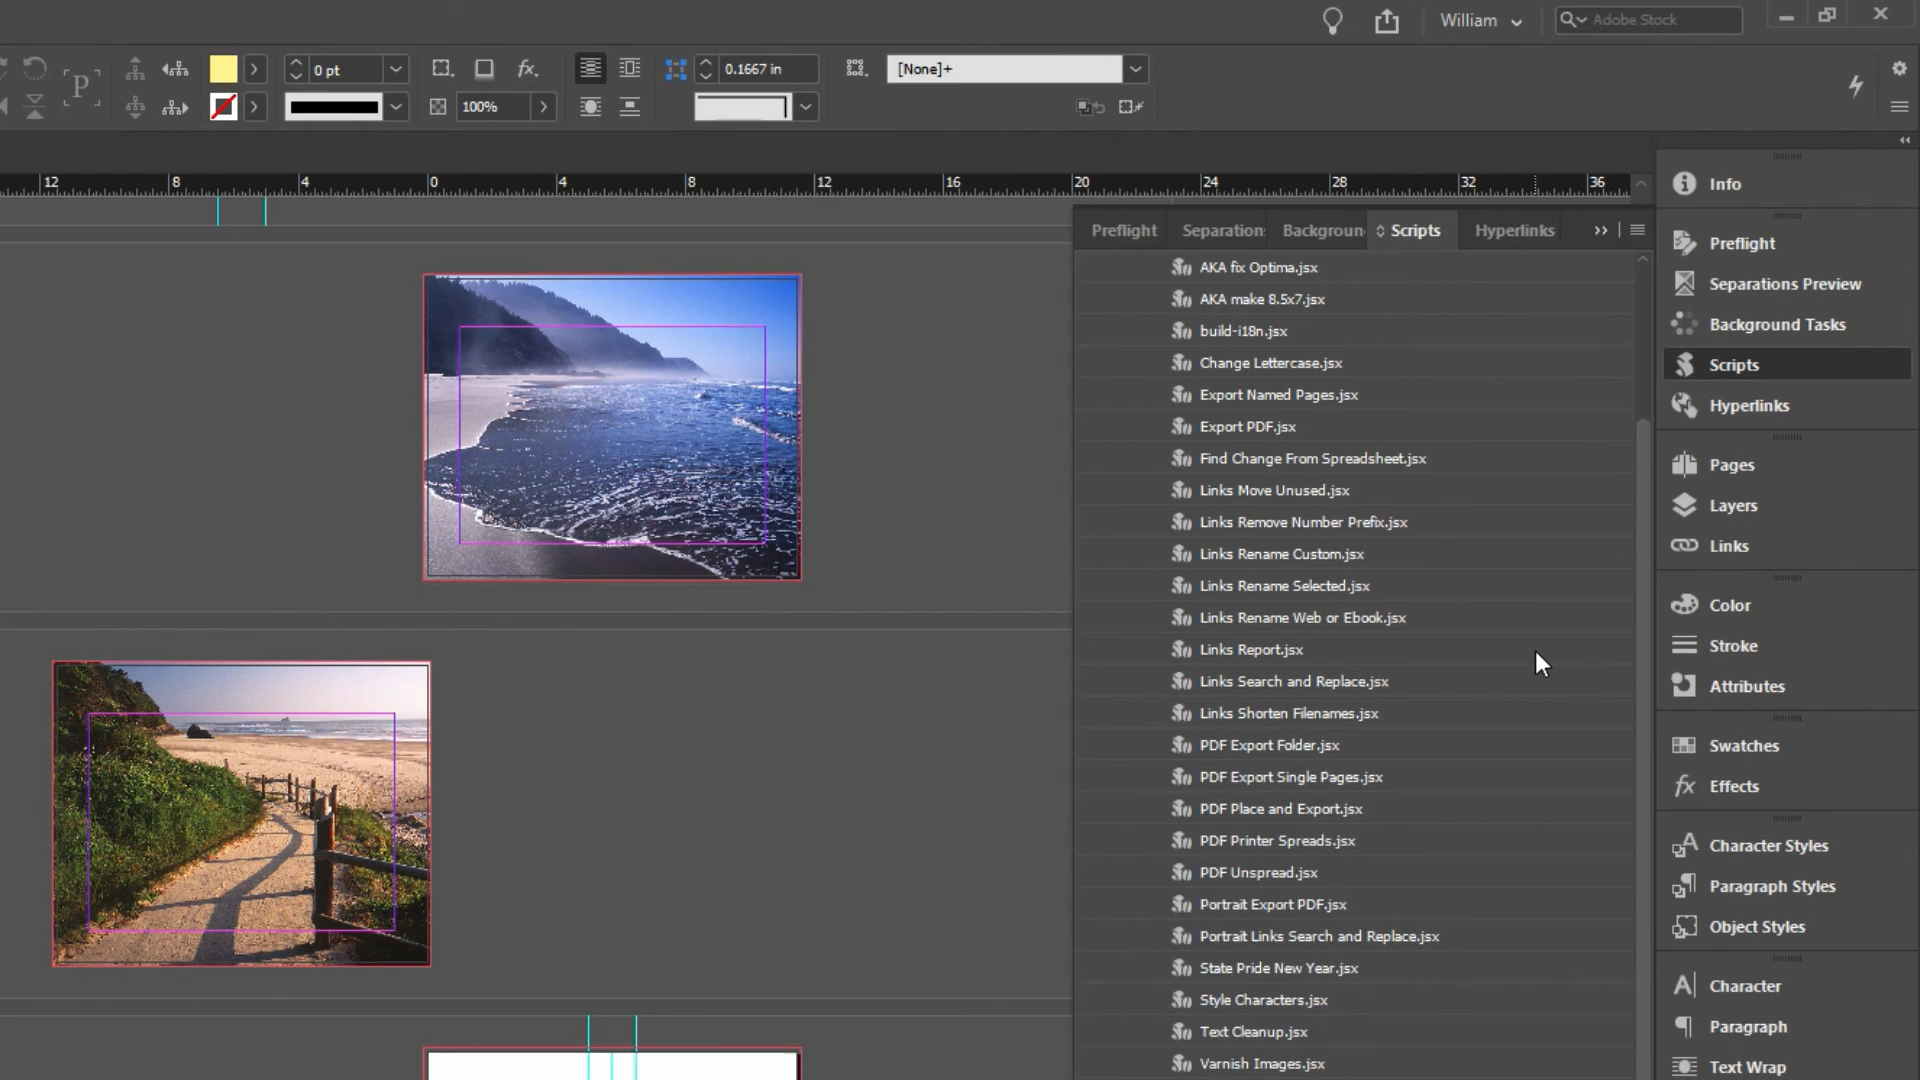 William
Adobe Stock
P
0 pt
fx.
0.1667 in
[None]+
100%
12 8 4 0 4 8 12 16 20 24 28 32 36
Preflight
Separation
Backgroun
Scripts
Hyperlinks
AKA fix Optima.jsx
AKA make 8.5x7.jsx
build-i18n.jsx
Change Lettercase.jsx
Export Named Pages.jsx
Export PDF.jsx
Find Change From Spreadsheet.jsx
Links Move Unused.jsx
Links Remove Number Prefix.jsx
Links Rename Custom.jsx
Links Rename Selected.jsx
Links Rename Web or Ebook.jsx
Links Report.jsx
Links Search and Replace.jsx
Links Shorten Filenames.jsx
PDF Export Folder.jsx
PDF Export Single Pages.jsx
PDF Place and Export.jsx
PDF Printer Spreads.jsx
PDF Unspread.jsx
Portrait Export PDF.jsx
Portrait Links Search and Replace.jsx
State Pride New Year.jsx
Style Characters.jsx
Text Cleanup.jsx
Varnish Images.jsx
Info
Preflight
Separations Preview
Background Tasks
Scripts
Hyperlinks
Pages
Layers
Links
Color
Stroke
Attributes
Swatches
fx Effects
Character Styles
Paragraph Styles
Object Styles
Character
Paragraph
Text Wrap